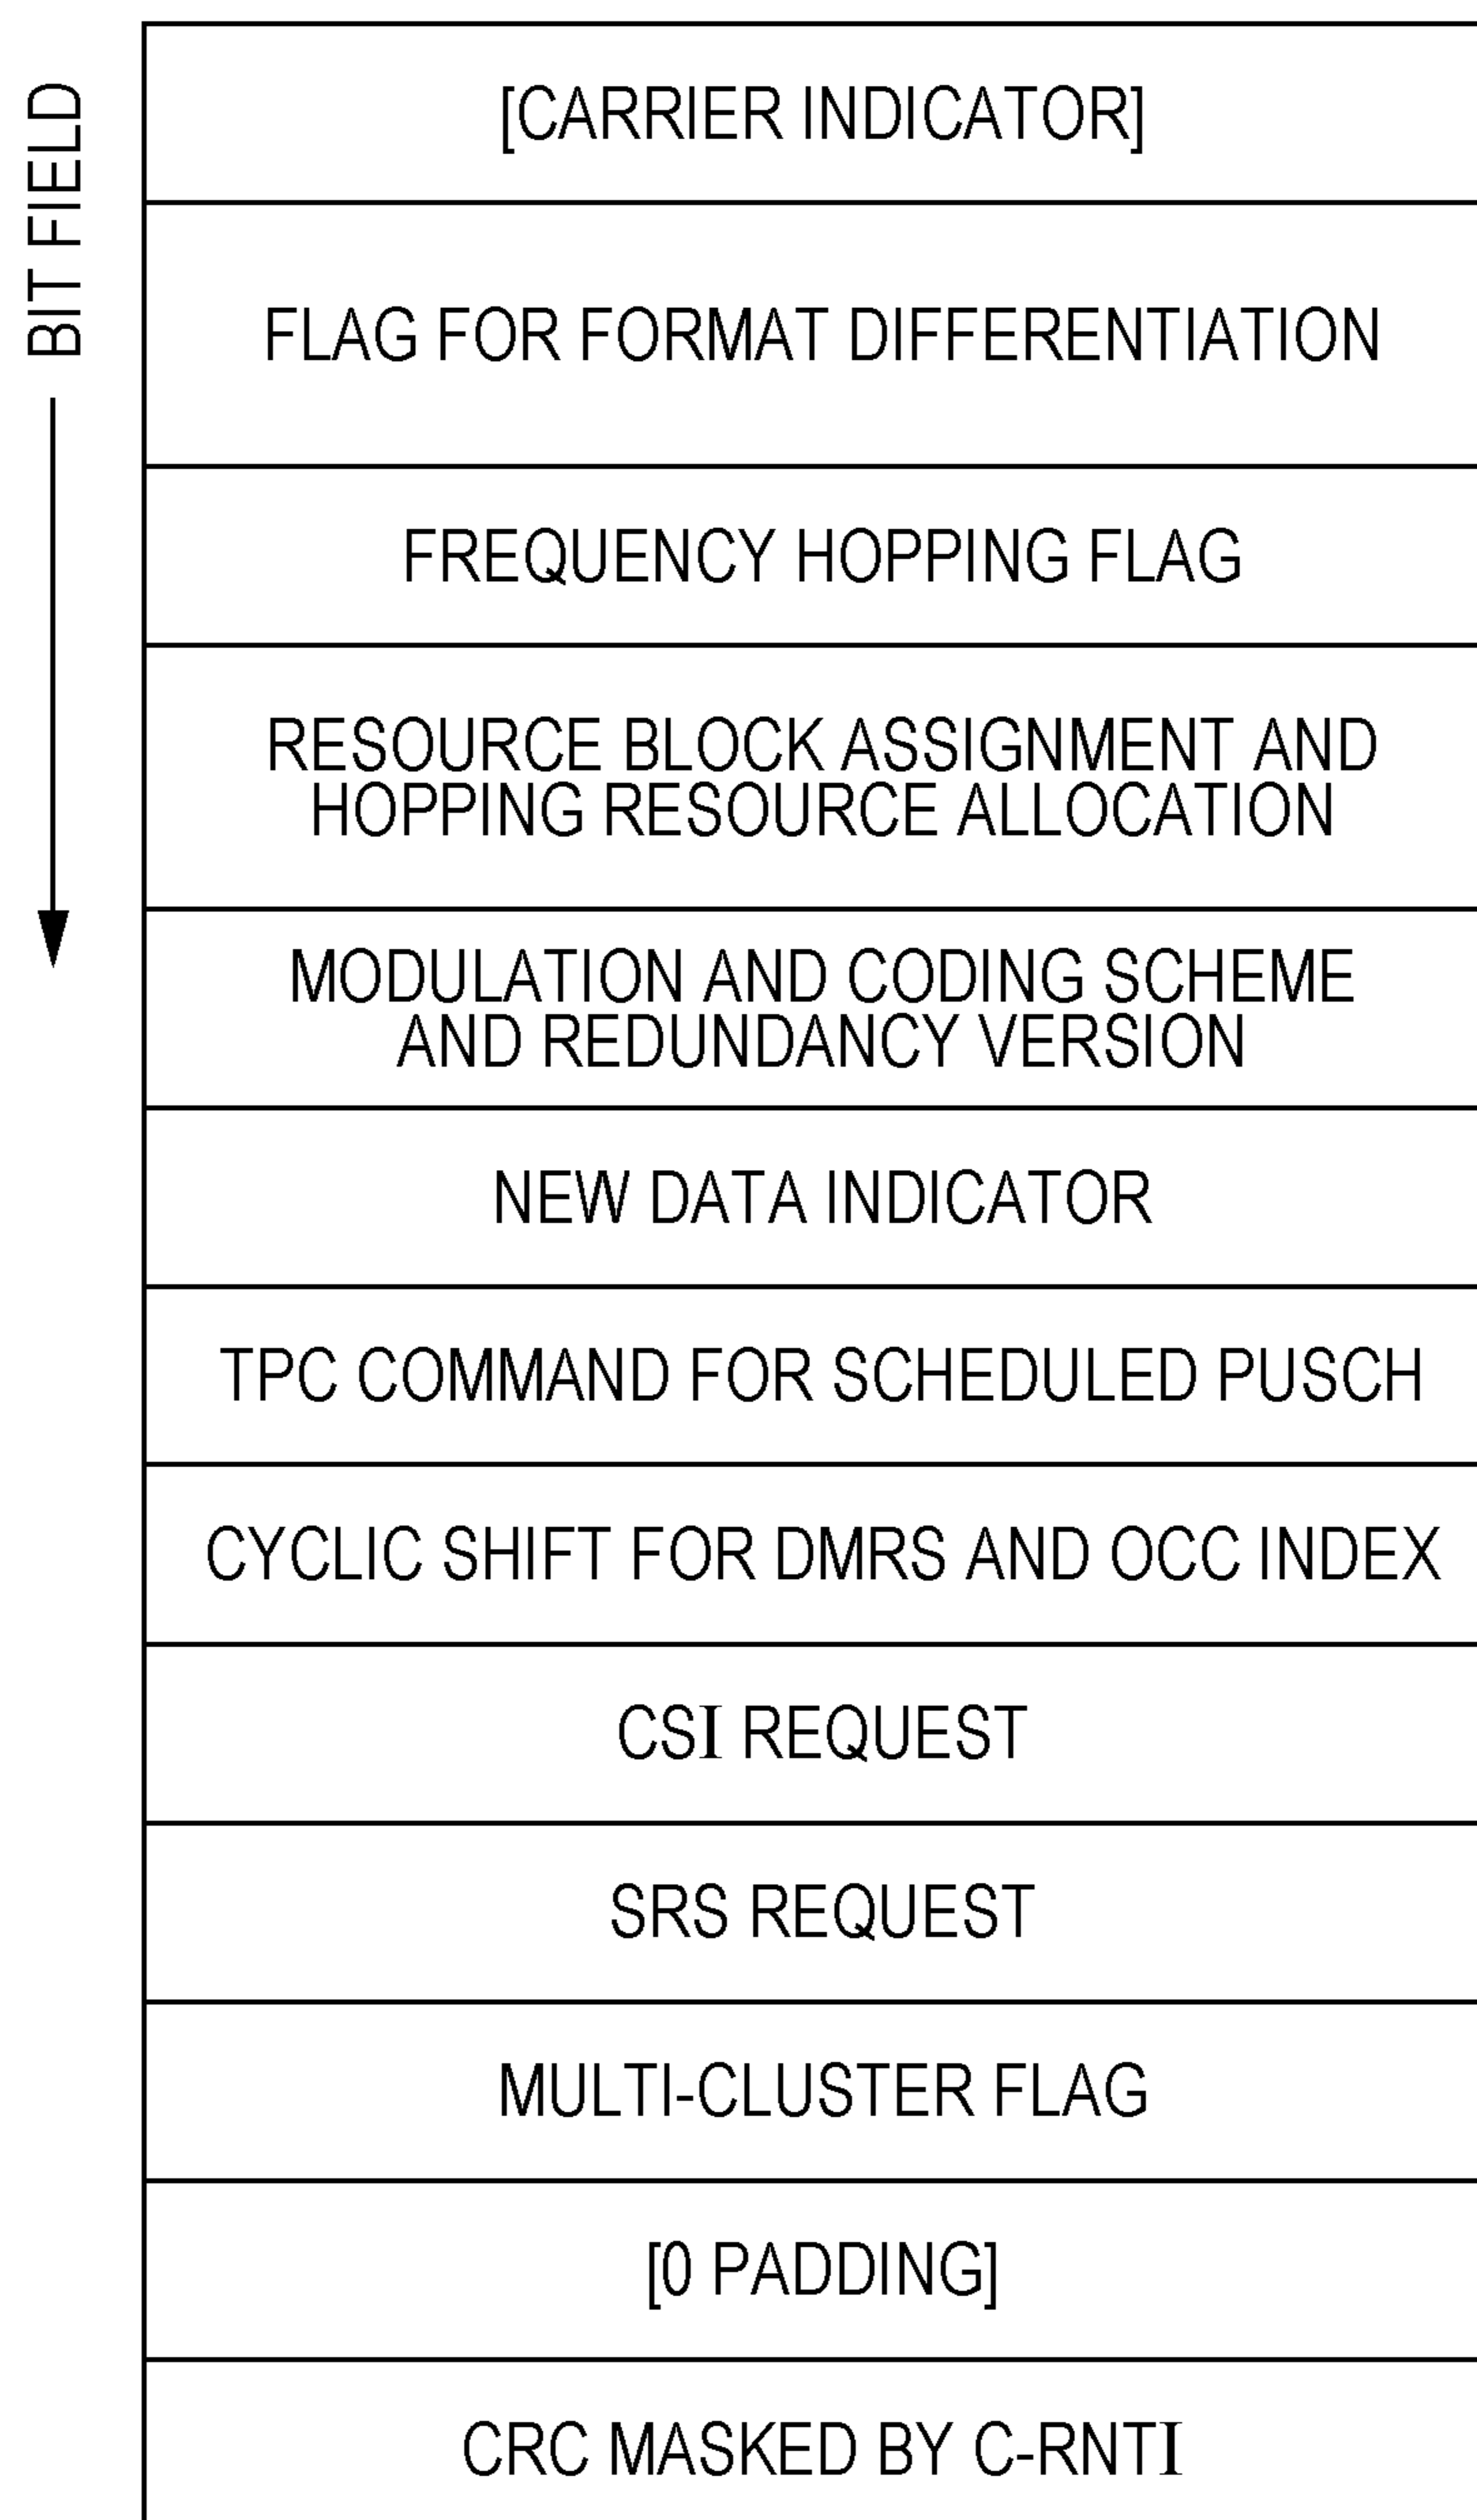 BIT FIELD
[CARRIER INDICATOR]
FLAG FOR FORMAT DIFFERENTIATION
FREQUENCY HOPPING FLAG
RESOURCE BLOCK ASSIGNMENT AND
HOPPING RESOURCE ALLOCATION
MODULATION AND CODING SCHEME
AND REDUNDANCY VERSION
NEW DATA INDICATOR
TPC COMMAND FOR SCHEDULED PUSCH
CYCLIC SHIFT FOR DMRS AND OCC INDEX
CSI REQUEST
SRS REQUEST
MULTI-CLUSTER FLAG
[0 PADDING]
CRC MASKED BY C-RNTI